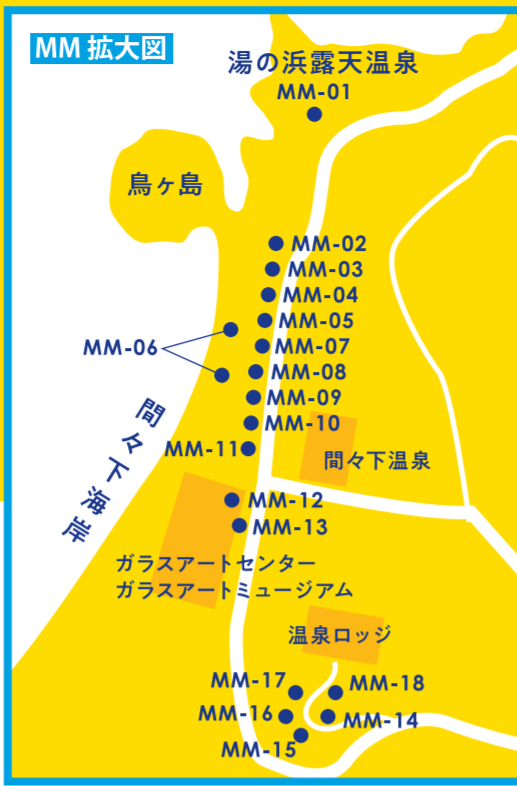 MM 拡大図
湯の浜露天温泉
MM-01
鳥ヶ島
MM-02
MM-03
MM-04
MM-05
MM-06
MM-07
MM-08
MM-09
MM-10
MM-11
間々下海岸
間々下温泉
MM-12
MM-13
ガラスアートセンター
ガラスアートミュージアム
温泉ロッジ
MM-17
MM-18
MM-16
MM-14
MM-15